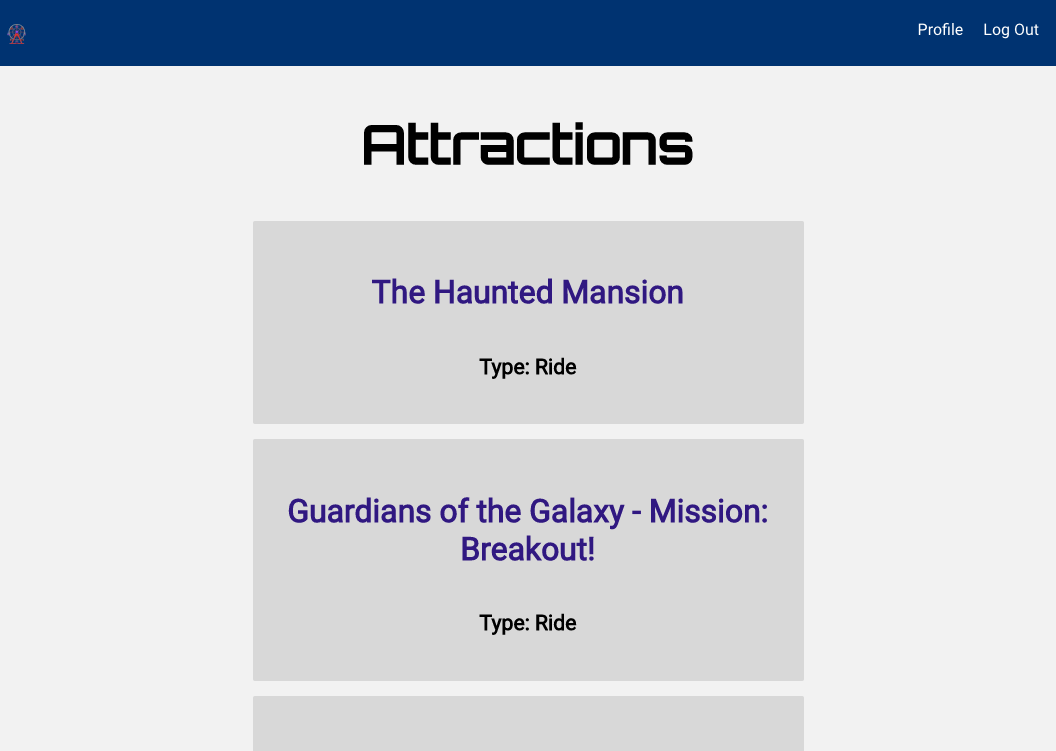 Profile Log Out
Attractions
The Haunted Mansion
Type: Ride
Guardians of the Galaxy - Mission:
Breakout!
Type: Ride